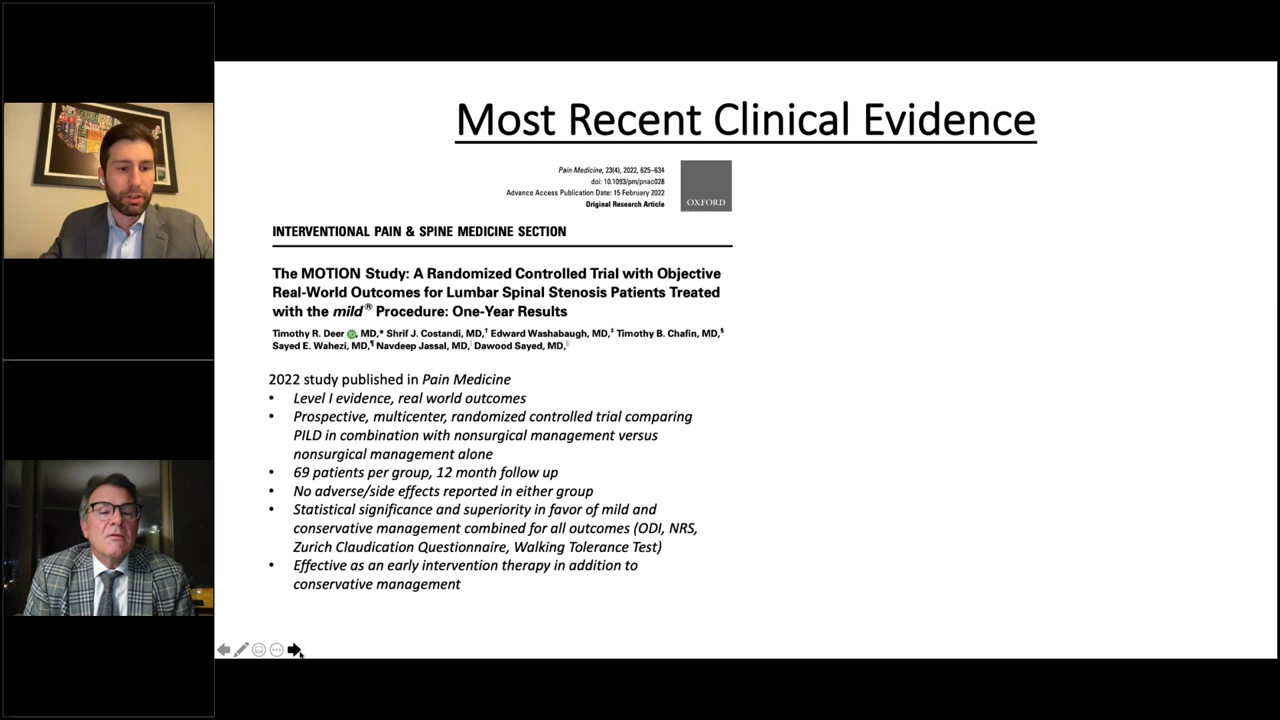 Most Recent Clinical Evidence
Pain Medicine, 23(4), 2022, 625–634
doi: 10.1093/pm/pnac028
Advance Access Publication Date: 15 February 2022
Original Research Article
OXFORD
INTERVENTIONAL PAIN & SPINE MEDICINE SECTION
The MOTION Study: A Randomized Controlled Trial with Objective
Real-World Outcomes for Lumbar Spinal Stenosis Patients Treated
with the mild® Procedure: One-Year Results
Timothy R. Deer iD, MD,* Shrif J. Costandi, MD,† Edward Washabaugh, MD,‡ Timothy B. Chafin, MD,§
Sayed E. Wahezi, MD,¶ Navdeep Jassal, MD,| Dawood Sayed, MD,||
2022 study published in Pain Medicine
• Level I evidence, real world outcomes
• Prospective, multicenter, randomized controlled trial comparing
PILD in combination with nonsurgical management versus
nonsurgical management alone
• 69 patients per group, 12 month follow up
• No adverse/side effects reported in either group
• Statistical significance and superiority in favor of mild and
conservative management combined for all outcomes (ODI, NRS,
Zurich Claudication Questionnaire, Walking Tolerance Test)
• Effective as an early intervention therapy in addition to
conservative management